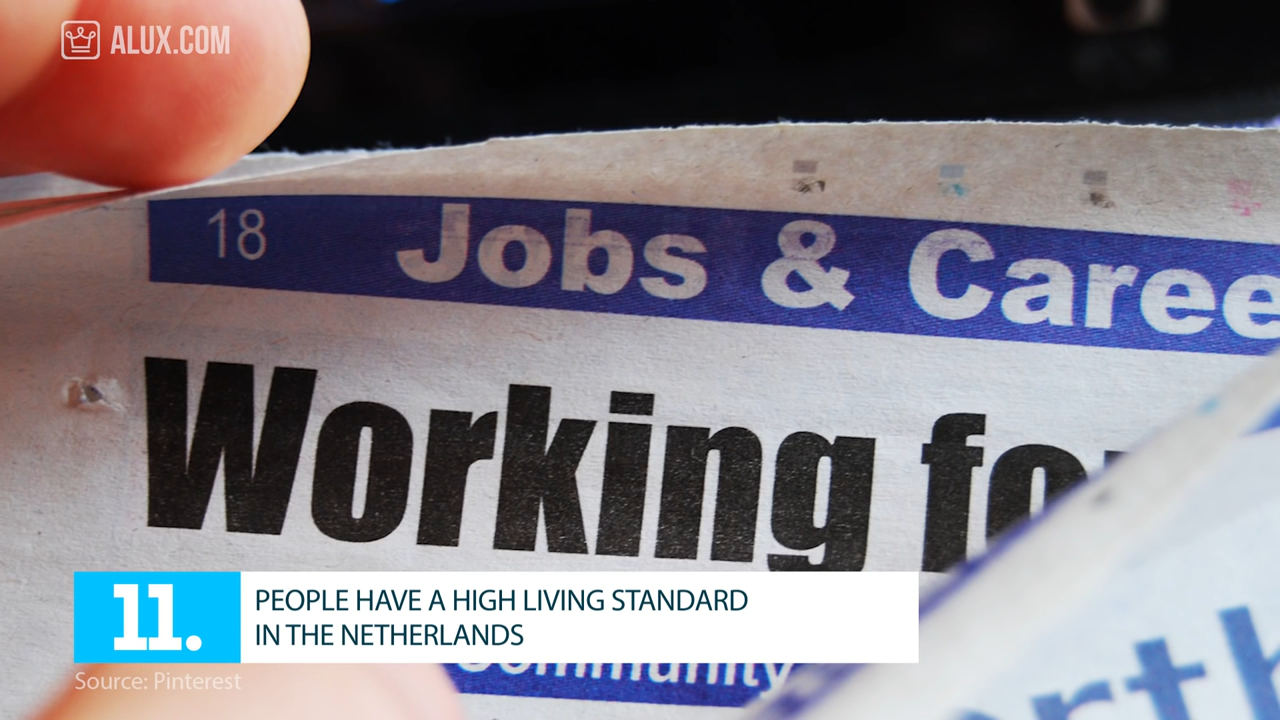 ALUX.COM
18 Jobs & Caree
Working fo
11.
PEOPLE HAVE A HIGH LIVING STANDARD
IN THE NETHERLANDS
Community
Source: Pinterest